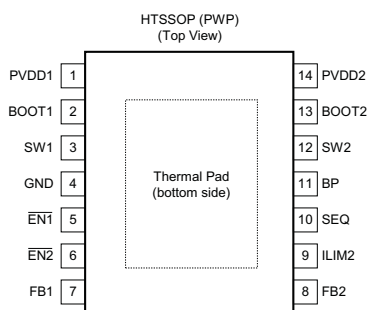 HTSSOP (PWP)
(Top View)
PVDD1 1 14 PVDD2
BOOT1 2 13 BOOT2
SW1 3 12 SW2
Thermal Pad
(bottom side)
GND 4 11 BP
EN1 5 10 SEQ
EN2 6 9 ILIM2
FB1 7 8 FB2